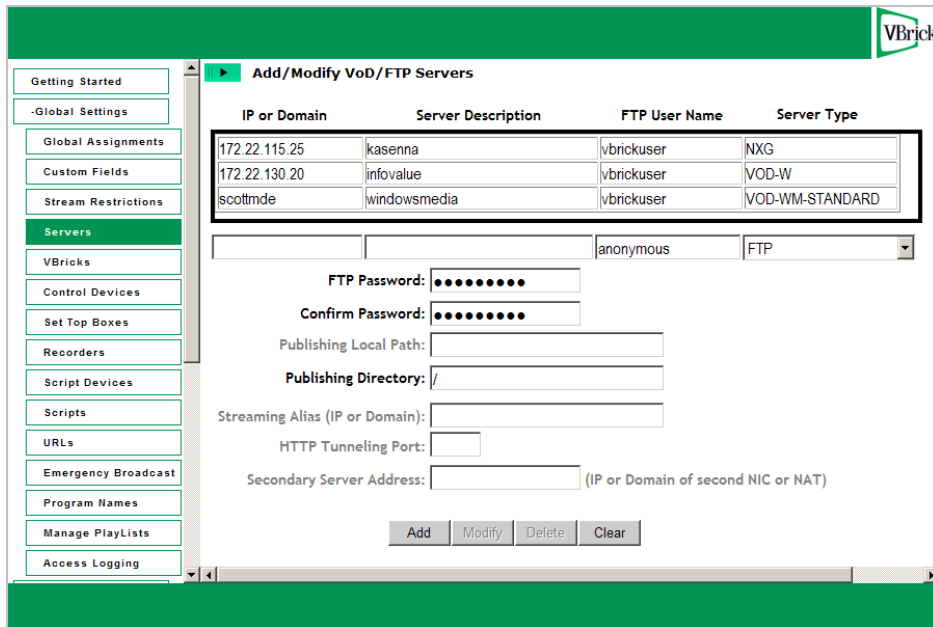 VBrick
Getting Started
-Global Settings
Global Assignments
Custom Fields
Stream Restrictions
Servers
VBricks
Control Devices
Set Top Boxes
Recorders
Script Devices
Scripts
URLs
Emergency Broadcast
Program Names
Manage PlayLists
Access Logging
Add/Modify VoD/FTP Servers
IP or Domain Server Description FTP User Name Server Type
172.22.115.25 kasenna vbrickuser NXG
172.22.130.20 infovalue vbrickuser VOD-W
scottmde windowsmedia vbrickuser VOD-WM-STANDARD
anonymous FTP
FTP Password: ●●●●●●●●●
Confirm Password: ●●●●●●●●●
Publishing Local Path:
Publishing Directory: /
Streaming Alias (IP or Domain):
HTTP Tunneling Port:
Secondary Server Address: (IP or Domain of second NIC or NAT)
Add Modify Delete Clear